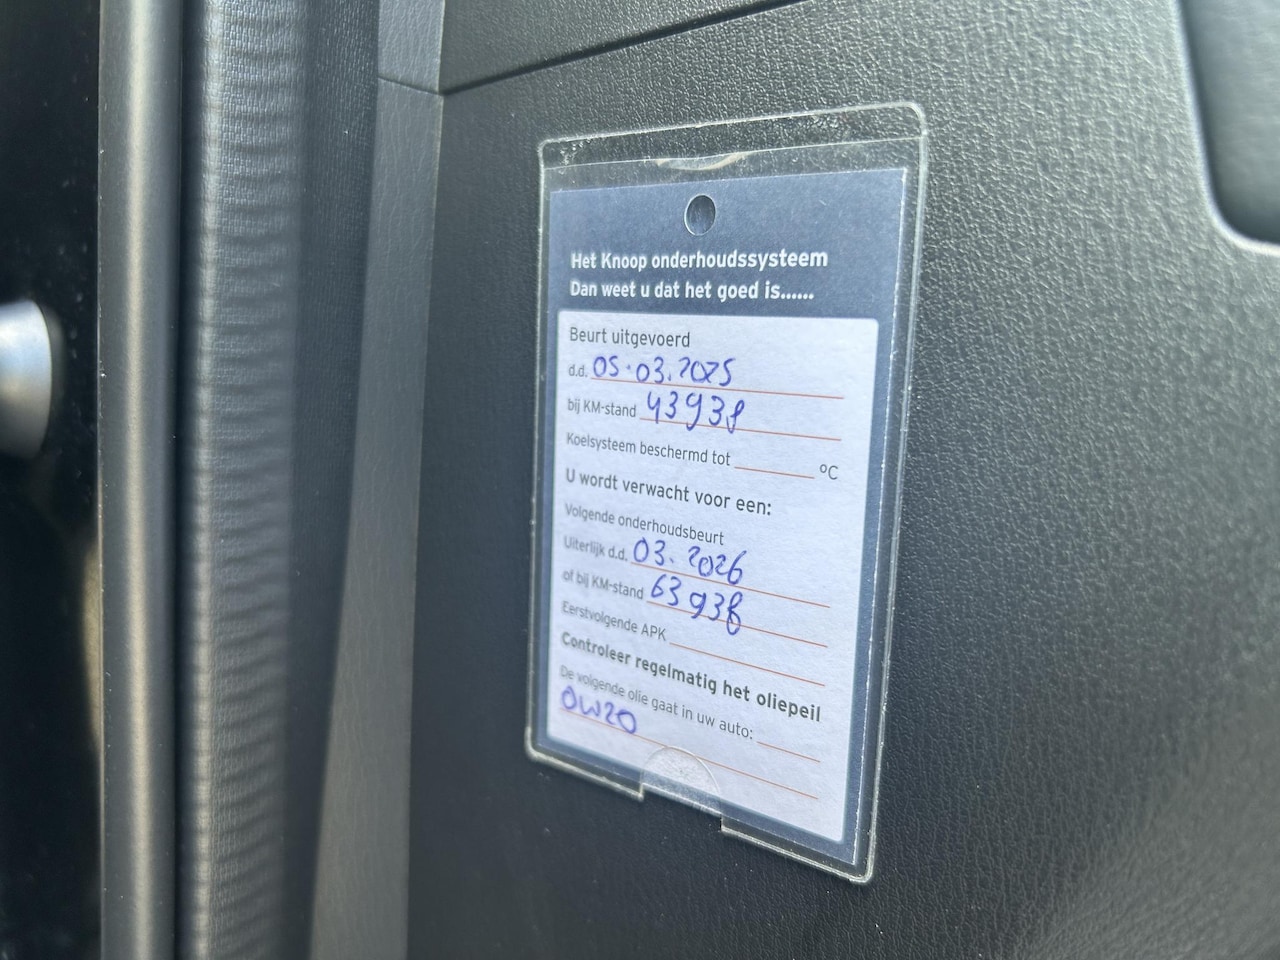 Het Knoop onderhoudssysteem
Dan weet u dat het goed is......
Beurt uitgevoerd
d.d. 05.03.2025
bij KM-stand 43938
Koelsysteem beschermd tot ______ °C
U wordt verwacht voor een:
Volgende onderhoudsbeurt
Uiterlijk d.d. 03.2026
of bij KM-stand 63938
Eerstvolgende APK
Controleer regelmatig het oliepeil
De volgende olie gaat in uw auto:
0W20